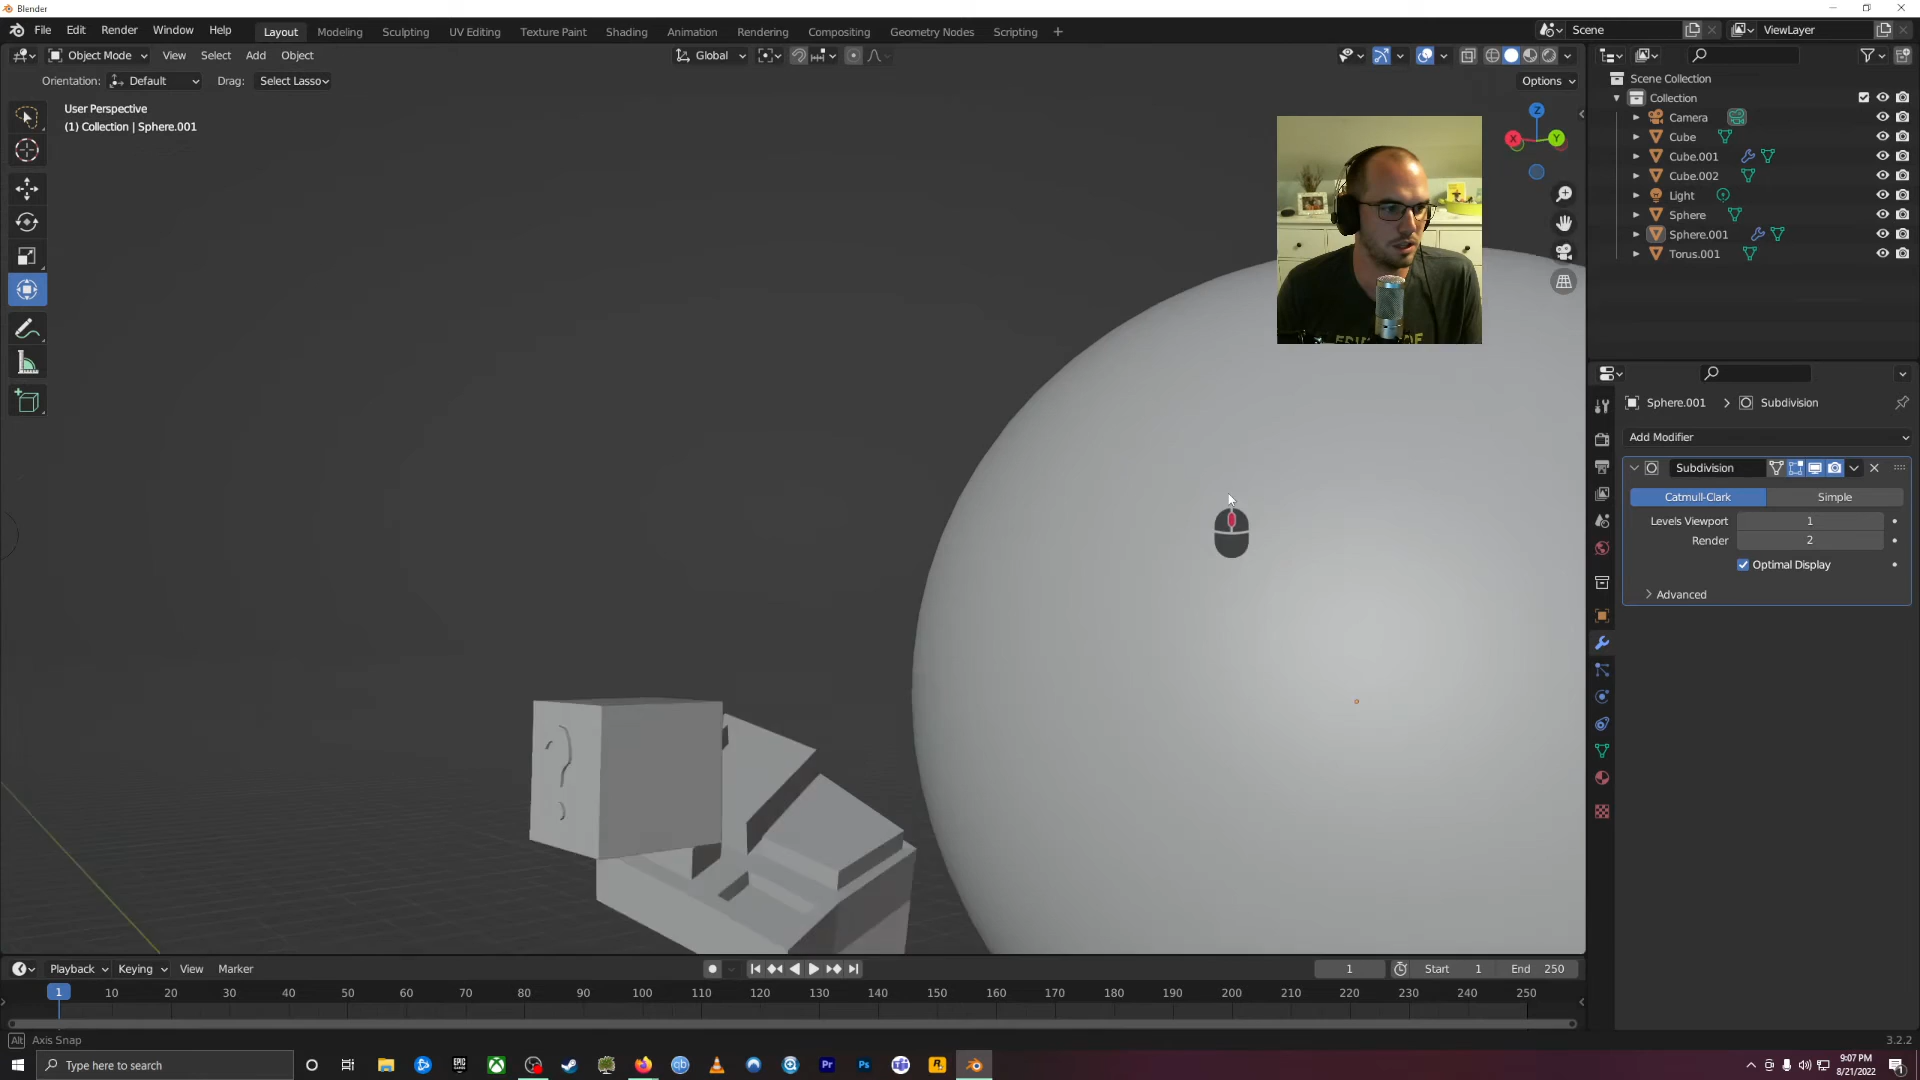 Blender
File Edit Render Window Help
Layout Modeling Sculpting UV Editing Texture Paint Shading Animation Rendering Compositing Geometry Nodes Scripting +
Scene
ViewLayer
Object Mode View Select Add Object
Global
Orientation: Default Drag: Select Lasso
Options
User Perspective
(1) Collection | Sphere.001
Z
X
Y
Scene Collection
Collection
Camera
Cube
Cube.001
Cube.002
Light
Sphere
Sphere.001
Torus.001
Sphere.001 > Subdivision
Add Modifier
Subdivision
Catmull-Clark Simple
Levels Viewport 1
Render 2
Optimal Display
Advanced
?
Playback Keying View Marker
1 Start 1 End 250
1 10 20 30 40 50 60 70 80 90 100 110 120 130 140 150 160 170 180 190 200 210 220 230 240 250
Alt Axis Snap
3.2.2
Type here to search
EPIC
GAMES
qb
Pr
Ps
R
9:07 PM
8/21/2022
1